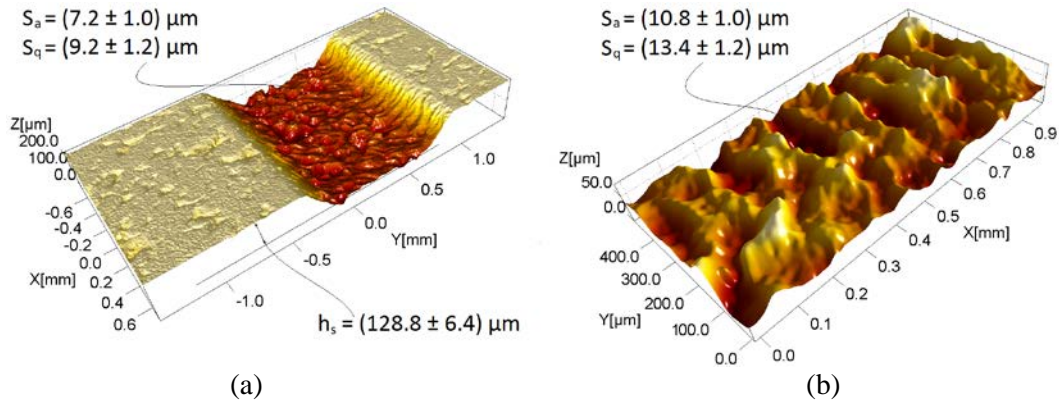 Sa = (7.2 ± 1.0) µm
Sq = (9.2 ± 1.2) µm
Z[µm]
200.0
100.0
0.0
-0.6
-0.4
-0.2
0.0
0.2
0.4
0.6
X[mm]
-1.0
-0.5
0.0
0.5
1.0
Y[mm]
hs = (128.8 ± 6.4) µm
(a)
Sa = (10.8 ± 1.0) µm
Sq = (13.4 ± 1.2) µm
Z[µm]
50.0
0.0
400.0
300.0
200.0
100.0
0.0
Y[µm]
0.0
0.1
0.2
0.3
0.4
0.5
0.6
0.7
0.8
0.9
X[mm]
(b)